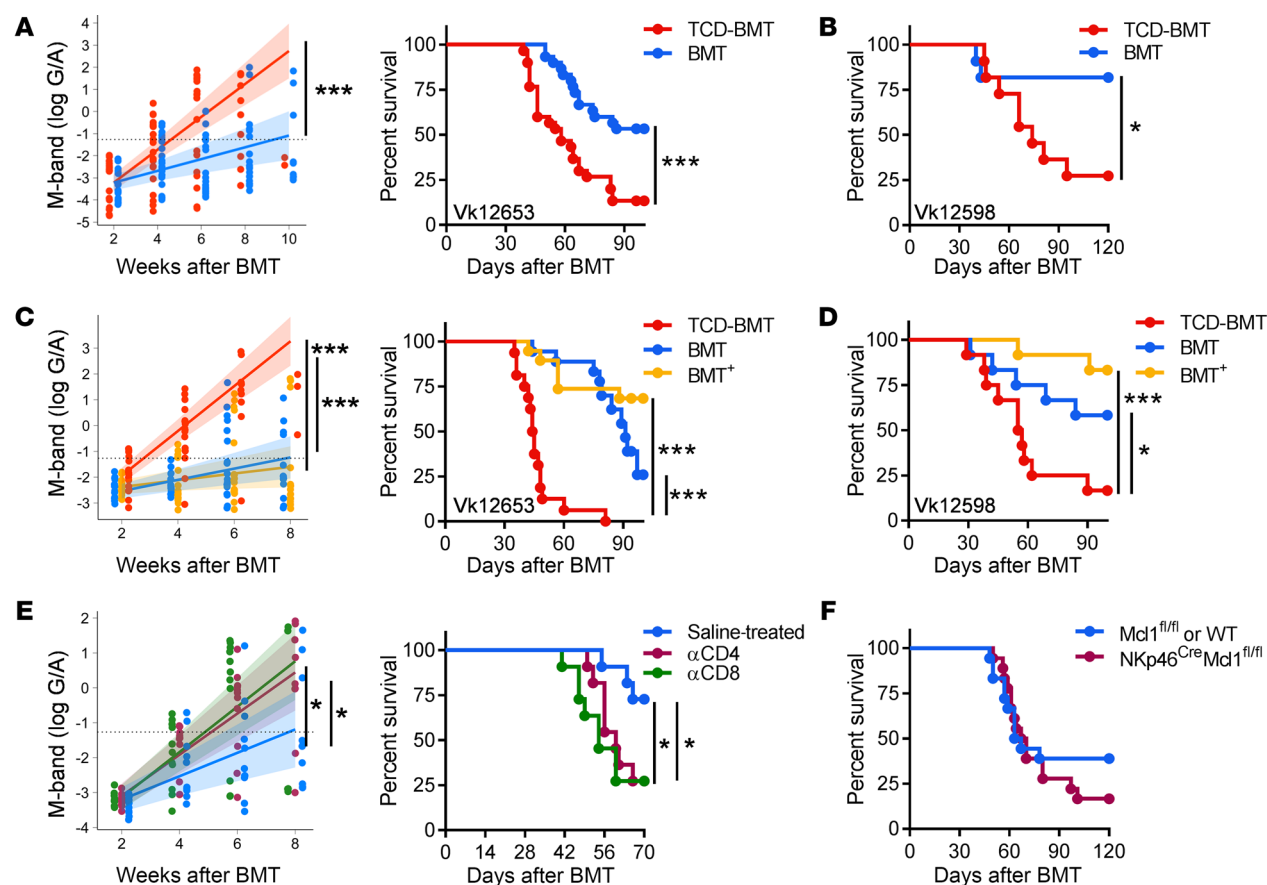 A
M-band (log G/A)
4
3
2
1
0
-1
-2
-3
-4
-5
2 4 6 8 10
Weeks after BMT
***
Percent survival
100
75
50
25
0
0 30 60 90
Days after BMT
Vk12653
TCD-BMT
BMT
***
B
Percent survival
100
75
50
25
0
0 30 60 90 120
Days after BMT
Vk12598
TCD-BMT
BMT
*
C
M-band (log G/A)
3
2
1
0
-1
-2
-3
2 4 6 8
Weeks after BMT
***
***
Percent survival
100
75
50
25
0
0 30 60 90
Days after BMT
Vk12653
TCD-BMT
BMT
BMT+
***
***
D
Percent survival
100
75
50
25
0
0 30 60 90
Days after BMT
Vk12598
TCD-BMT
BMT
BMT+
***
*
E
M-band (log G/A)
2
1
0
-1
-2
-3
-4
2 4 6 8
Weeks after BMT
*
*
Percent survival
100
75
50
25
0
0 14 28 42 56 70
Days after BMT
Saline-treated
αCD4
αCD8
*
*
F
Percent survival
100
75
50
25
0
0 30 60 90 120
Days after BMT
Mcl1fl/fl or WT
NKp46CreMcl1fl/fl